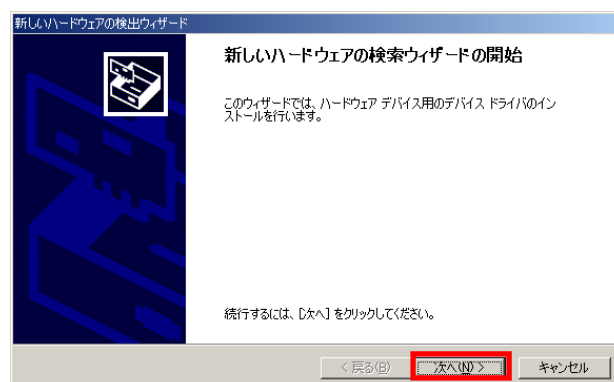 新しいハードウェアの検出ウィザード
新しいハードウェアの検索ウィザードの開始
このウィザードでは、ハードウェア デバイス用のデバイス ドライバのイン
ストールを行います。
続行するには、[次へ] をクリックしてください。
< 戻る(B)
次へ(N) >
キャンセル